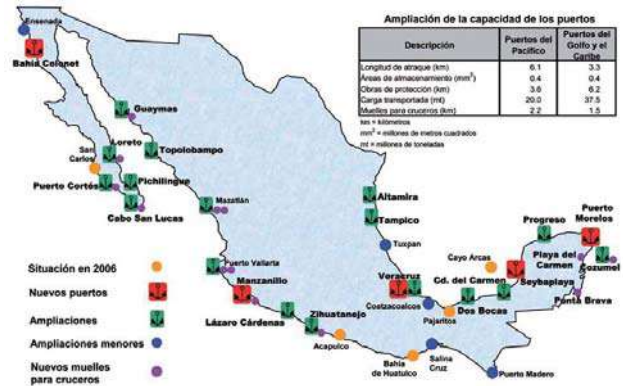 Ampliación de la capacidad de los puertos
Descripción
Puertos del
Pacífico
Puertos del
Golfo y el
Caribe
Longitud de atraque (km)
6.1
3.3
Áreas de almacenamiento (mm²)
0.4
0.4
Obras de protección (km)
3.6
6.2
Carga transportada (mt)
20.0
37.5
Muelles para cruceros (km)
2.2
1.5
km = kilómetros
mm² = millones de metros cuadrados
mt = millones de toneladas
Ensenada
Bahía Colonet
Guaymas
Loreto
San
Carlos
Topolobampo
Puerto Cortés
Pichilingue
Cabo San Lucas
Mazatlán
Altamira
Tampico
Tuxpan
Progreso
Puerto
Morelos
Cayo Arcas
Playa del
Carmen
Cozumel
Puerto Vallarta
Manzanillo
Veracruz
Cd. del Carmen
Seybaplaya
Punta Brava
Coatzacoalcos
Lázaro Cárdenas
Zihuatanejo
Pajaritos
Dos Bocas
Acapulco
Bahía
de Huatulco
Salina
Cruz
Puerto Madero
Situación en 2006
Nuevos puertos
Ampliaciones
Ampliaciones menores
Nuevos muelles
para cruceros